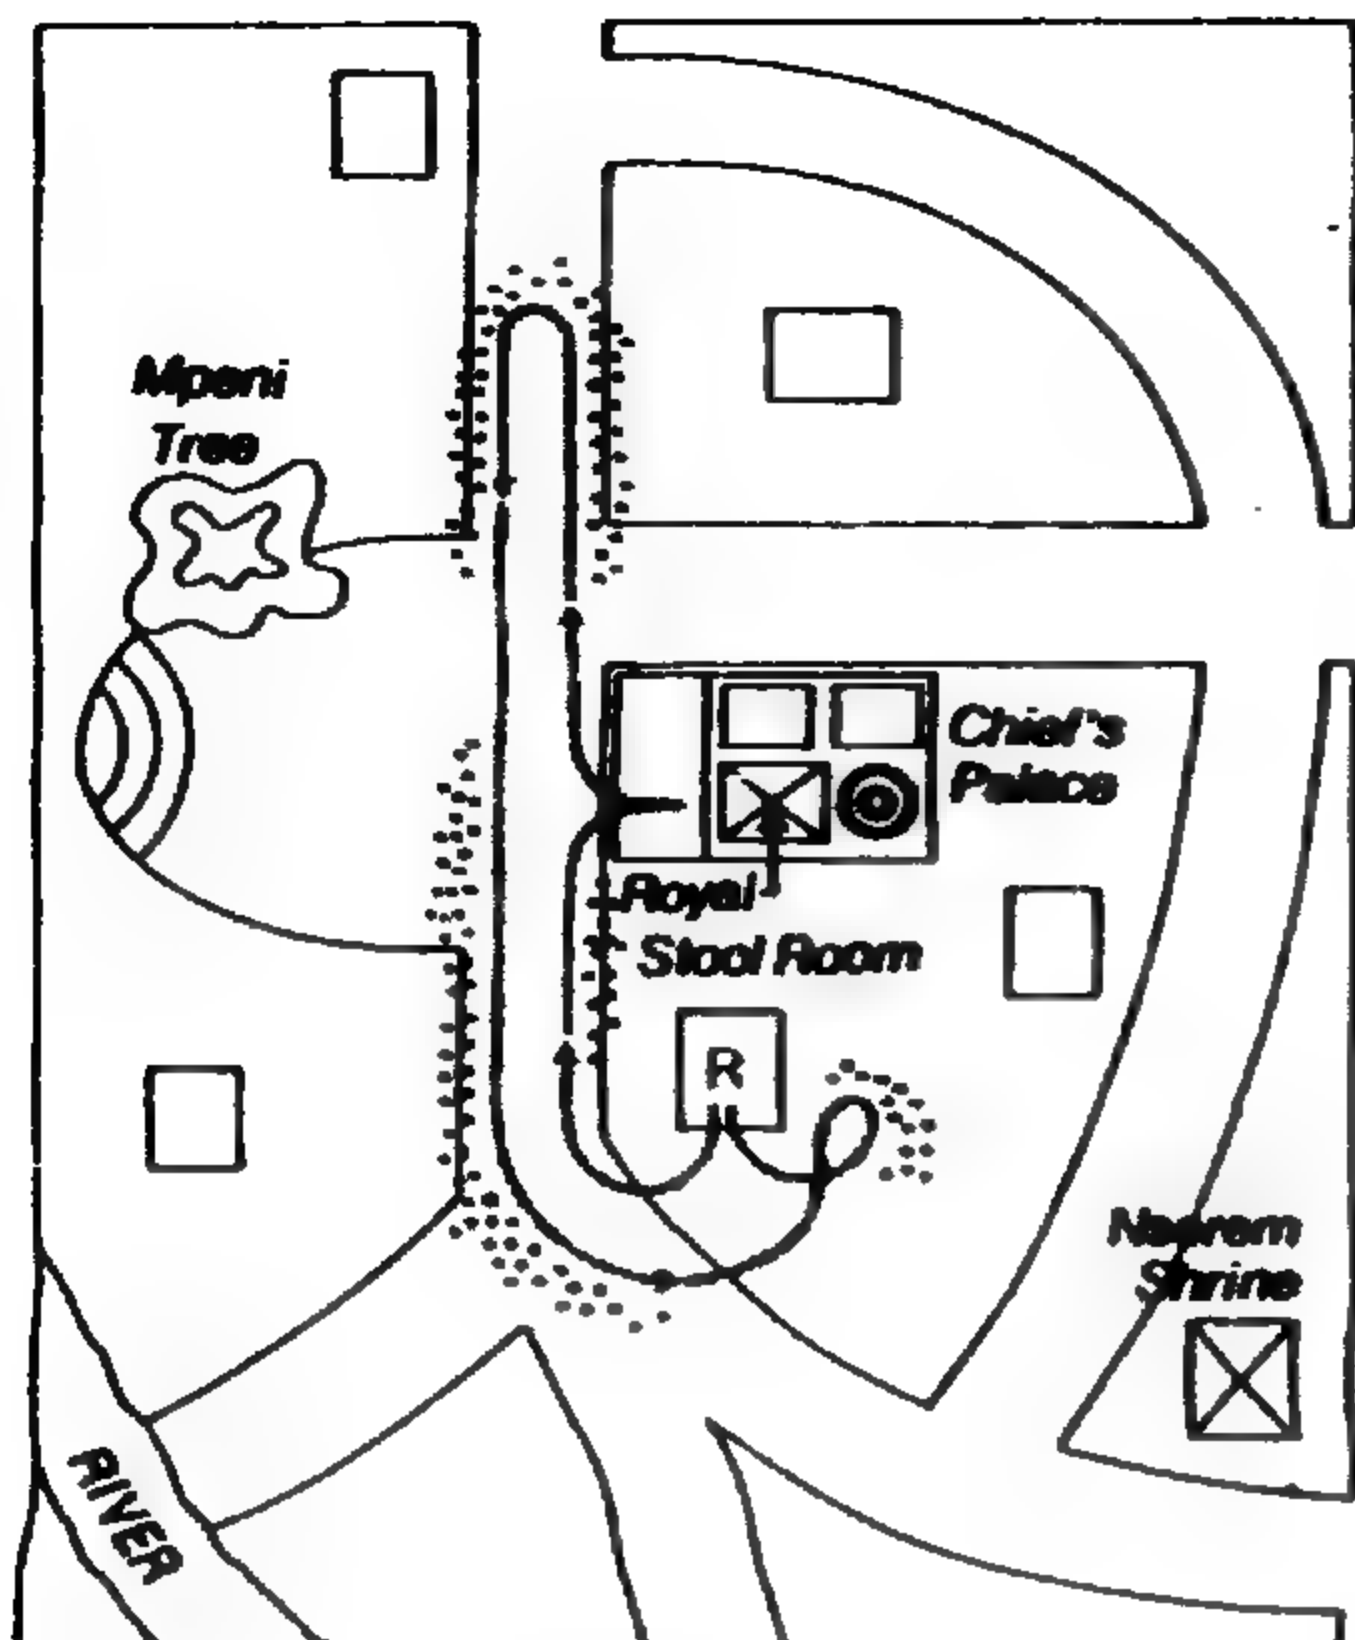 Mpeni
Tree
Chief's
Palace
Royal
Stool Room
R
Shrine
RIVER